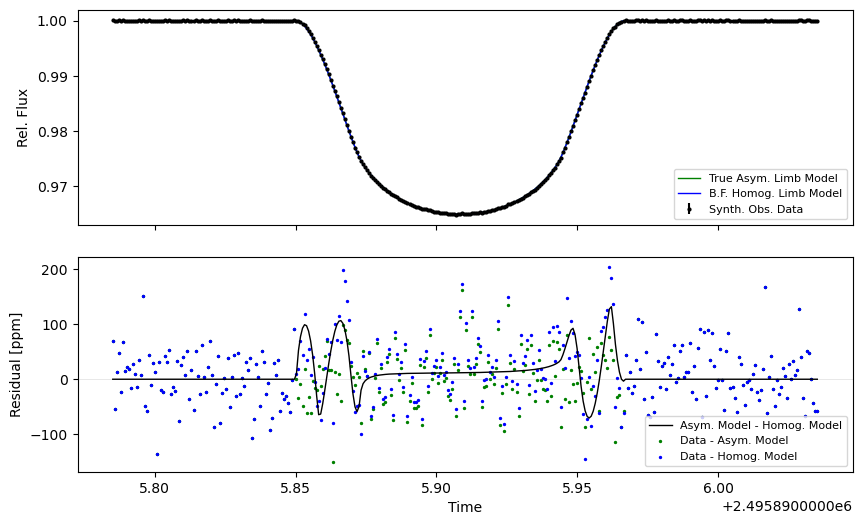 1.00
0.99
0.98
0.97
Rel. Flux
True Asym. Limb Model
B.F. Homog. Limb Model
Synth. Obs. Data
200
100
0
−100
Residual [ppm]
Asym. Model - Homog. Model
Data - Asym. Model
Data - Homog. Model
5.80
5.85
5.90
5.95
6.00
Time
+2.4958900000e6